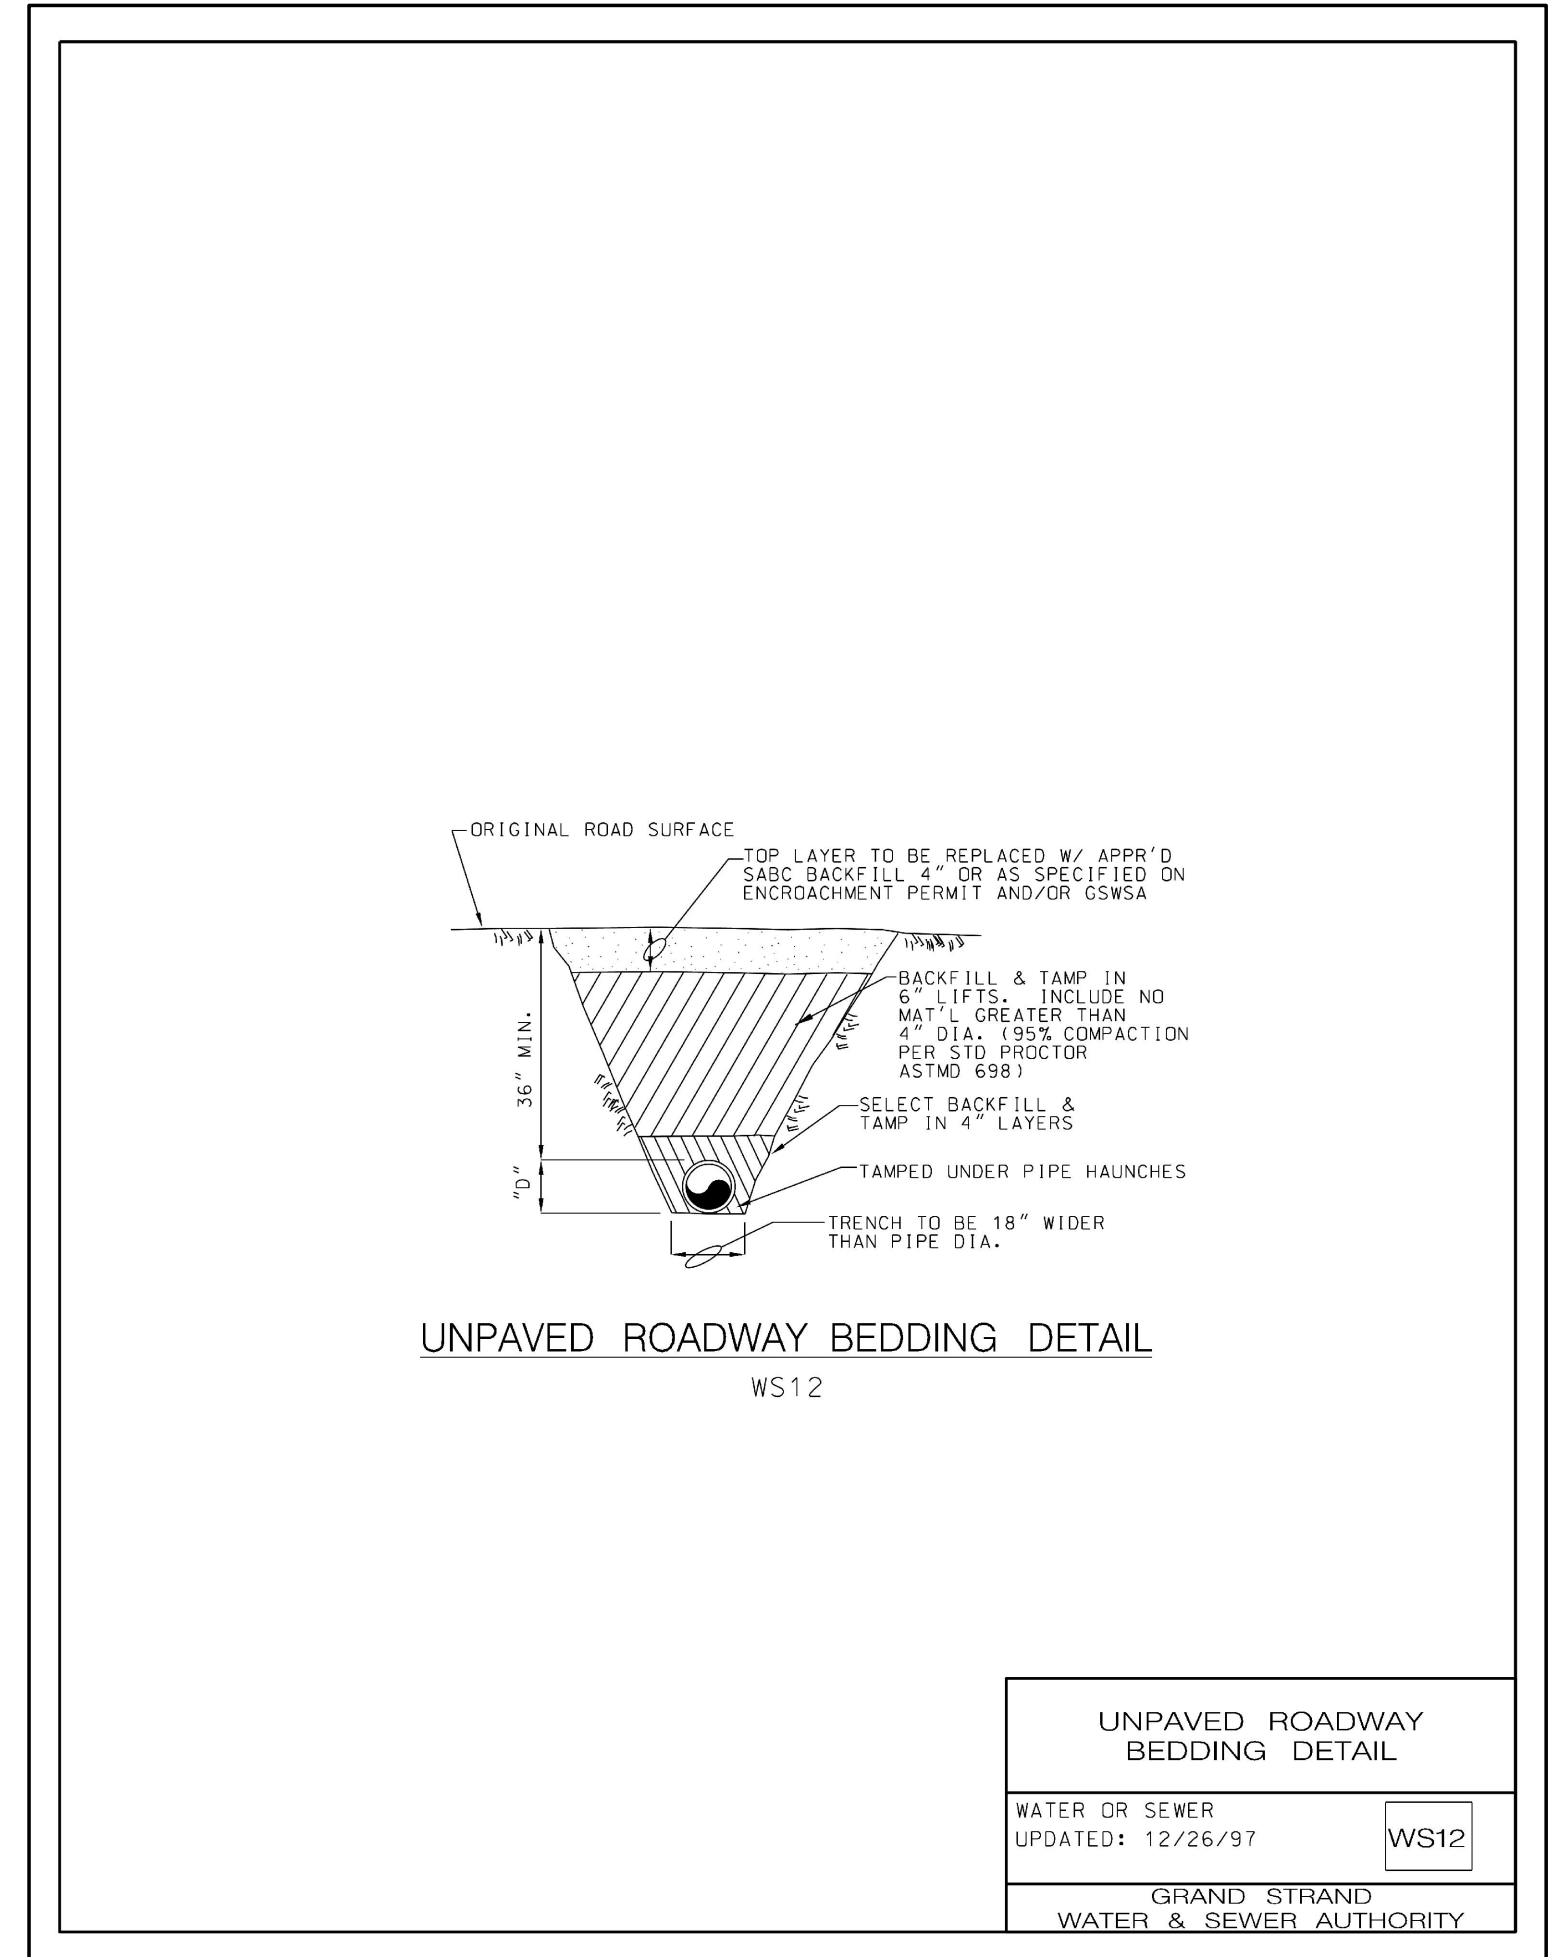 ORIGINAL ROAD SURFACE
TOP LAYER TO BE REPLACED W/ APPR'D
SABC BACKFILL 4" OR AS SPECIFIED ON
ENCROACHMENT PERMIT AND/OR GSWSA
BACKFILL & TAMP IN
6" LIFTS. INCLUDE NO
MAT'L GREATER THAN
4" DIA. (95% COMPACTION
PER STD PROCTOR
ASTMD 698)
36" MIN.
SELECT BACKFILL &
TAMP IN 4" LAYERS
"D"
TAMPED UNDER PIPE HAUNCHES
TRENCH TO BE 18" WIDER
THAN PIPE DIA.
UNPAVED ROADWAY BEDDING DETAIL
WS12
UNPAVED ROADWAY
BEDDING DETAIL
WATER OR SEWER
UPDATED: 12/26/97
WS12
GRAND STRAND
WATER & SEWER AUTHORITY